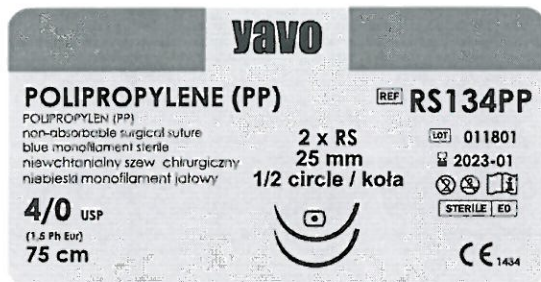 yavo
POLIPROPYLENE (PP)
POLIPROPYLEN (PP)
non-absorbable surgical suture
blue monofilament sterile
niewchłanialny szew chirurgiczny
niebieski monofilament jałowy
4/0 USP
(1,5 Ph Eur)
75 cm
2 x RS
25 mm
1/2 circle / koła
REF RS134PP
LOT 011801
2023-01
STERILE EO
CE 1434